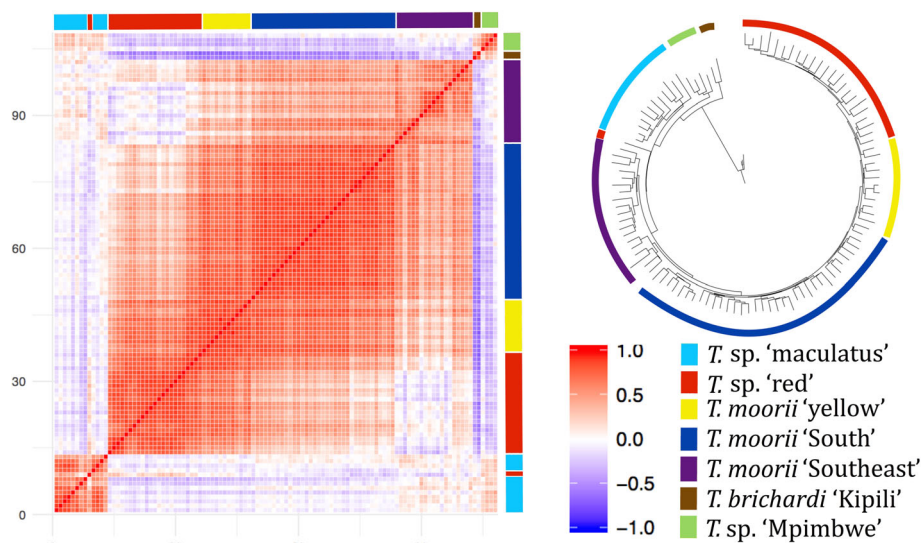 90
60
30
0
1.0
0.5
0.0
−0.5
−1.0
T. sp. ‘maculatus’
T. sp. ‘red’
T. moorii ‘yellow’
T. moorii ‘South’
T. moorii ‘Southeast’
T. brichardi ‘Kipili’
T. sp. ‘Mpimbwe’